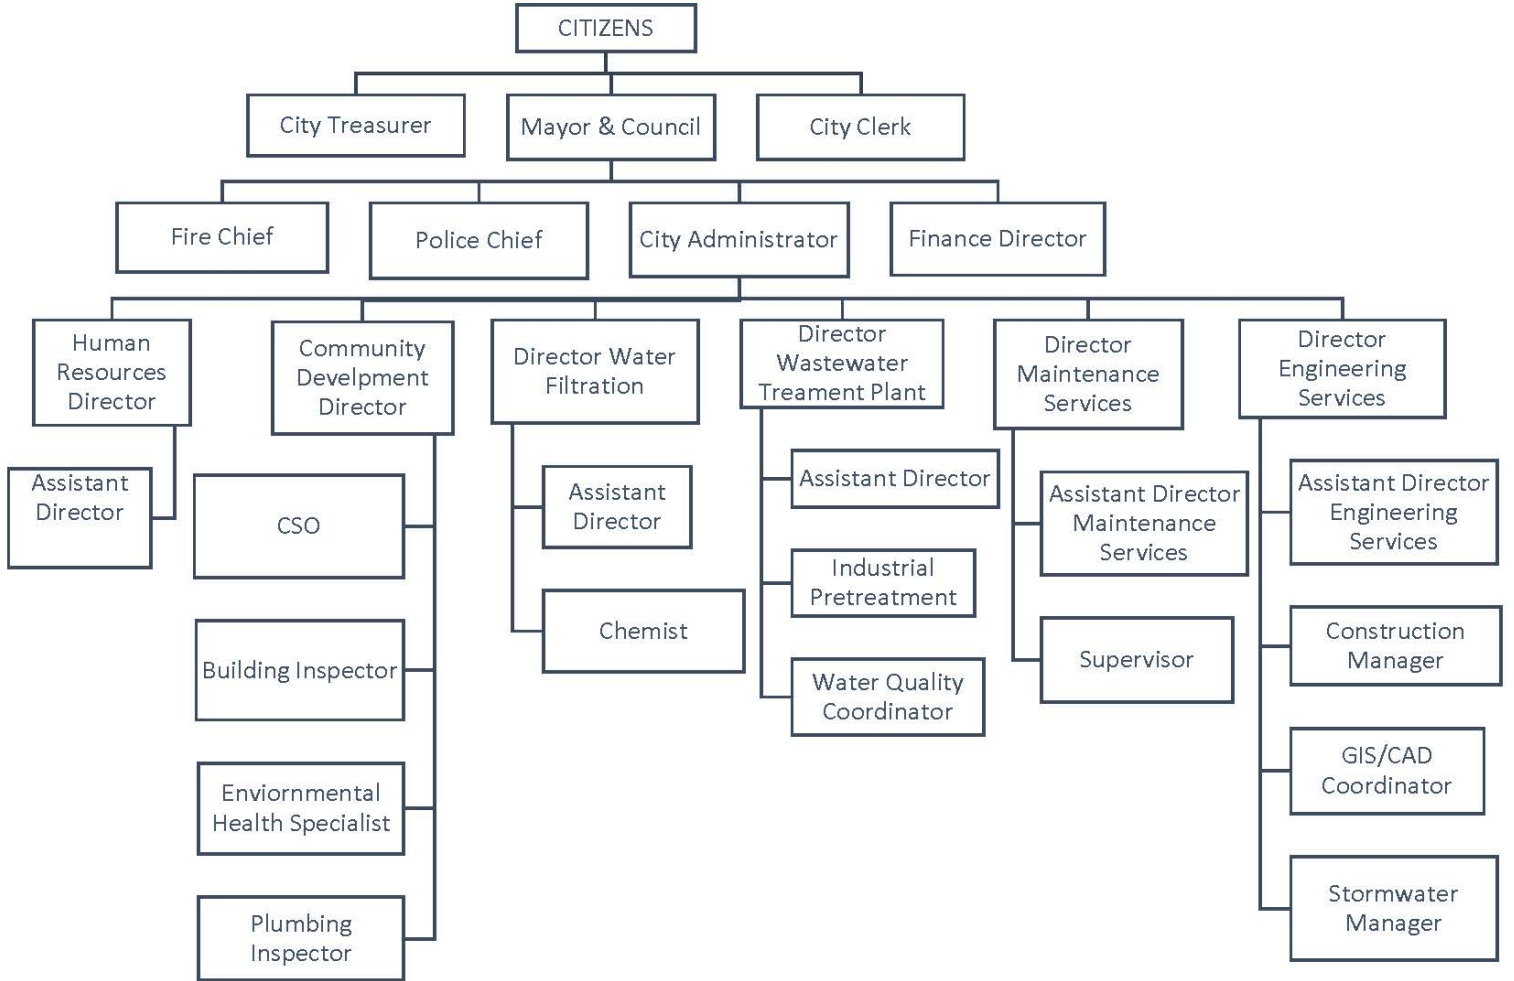 CITIZENS
City Treasurer
Mayor & Council
City Clerk
Fire Chief
Police Chief
City Administrator
Finance Director
Human
Resources
Director
Community
Develpment
Director
Director Water
Filtration
Director
Wastewater
Treament Plant
Director
Maintenance
Services
Director
Engineering
Services
Assistant
Director
CSO
Building Inspector
Enviornmental
Health Specialist
Plumbing
Inspector
Assistant
Director
Chemist
Assistant Director
Industrial
Pretreatment
Water Quality
Coordinator
Assistant Director
Maintenance
Services
Supervisor
Assistant Director
Engineering
Services
Construction
Manager
GIS/CAD
Coordinator
Stormwater
Manager